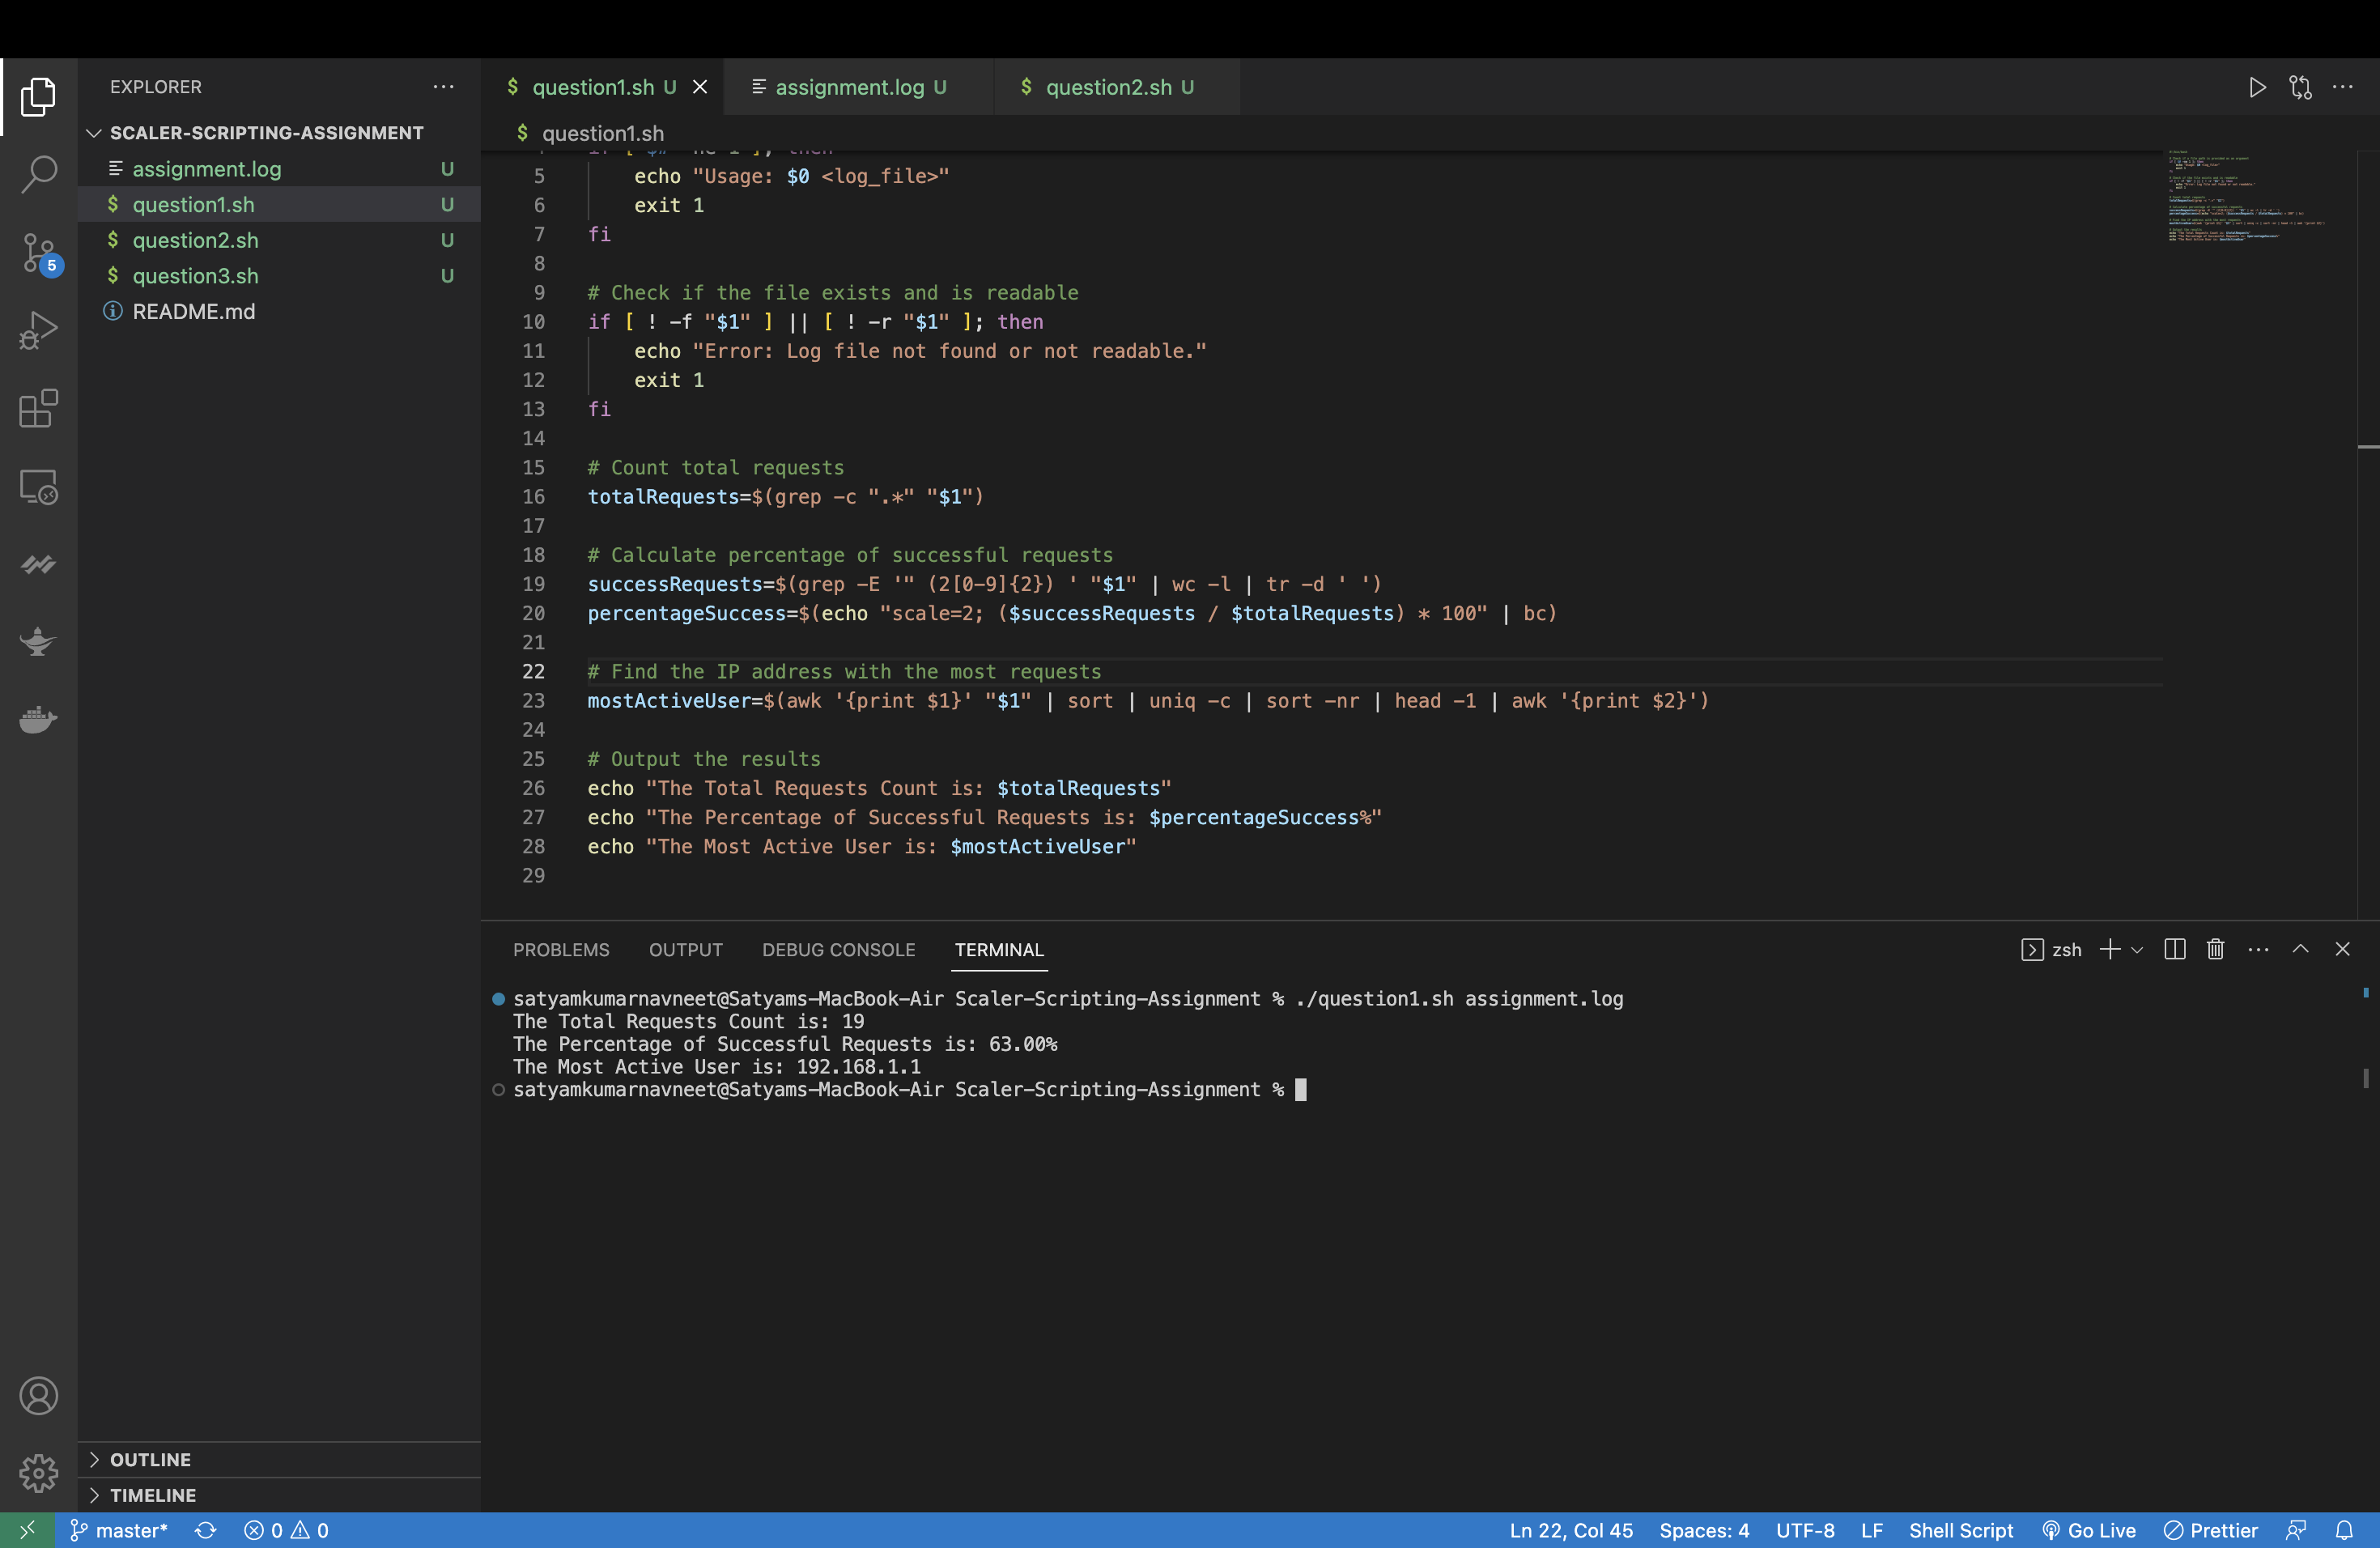 EXPLORER
SCALER-SCRIPTING-ASSIGNMENT
assignment.log U
$ question1.sh U
$ question2.sh U
$ question3.sh U
README.md
5
OUTLINE
TIMELINE
$ question1.sh U
assignment.log U
$ question2.sh U
$ question1.sh
5 echo "Usage: $0 <log_file>"
6 exit 1
7 fi
8
9 # Check if the file exists and is readable
10 if [ ! -f "$1" ] || [ ! -r "$1" ]; then
11 echo "Error: Log file not found or not readable."
12 exit 1
13 fi
14
15 # Count total requests
16 totalRequests=$(grep -c ".*" "$1")
17
18 # Calculate percentage of successful requests
19 successRequests=$(grep -E '" (2[0-9]{2}) ' "$1" | wc -l | tr -d ' ')
20 percentageSuccess=$(echo "scale=2; ($successRequests / $totalRequests) * 100" | bc)
21
22 # Find the IP address with the most requests
23 mostActiveUser=$(awk '{print $1}' "$1" | sort | uniq -c | sort -nr | head -1 | awk '{print $2}')
24
25 # Output the results
26 echo "The Total Requests Count is: $totalRequests"
27 echo "The Percentage of Successful Requests is: $percentageSuccess%"
28 echo "The Most Active User is: $mostActiveUser"
29
PROBLEMS OUTPUT DEBUG CONSOLE TERMINAL
zsh
satyamkumarnavneet@Satyams-MacBook-Air Scaler-Scripting-Assignment % ./question1.sh assignment.log
The Total Requests Count is: 19
The Percentage of Successful Requests is: 63.00%
The Most Active User is: 192.168.1.1
satyamkumarnavneet@Satyams-MacBook-Air Scaler-Scripting-Assignment %
master* 0 0
Ln 22, Col 45 Spaces: 4 UTF-8 LF Shell Script Go Live Prettier